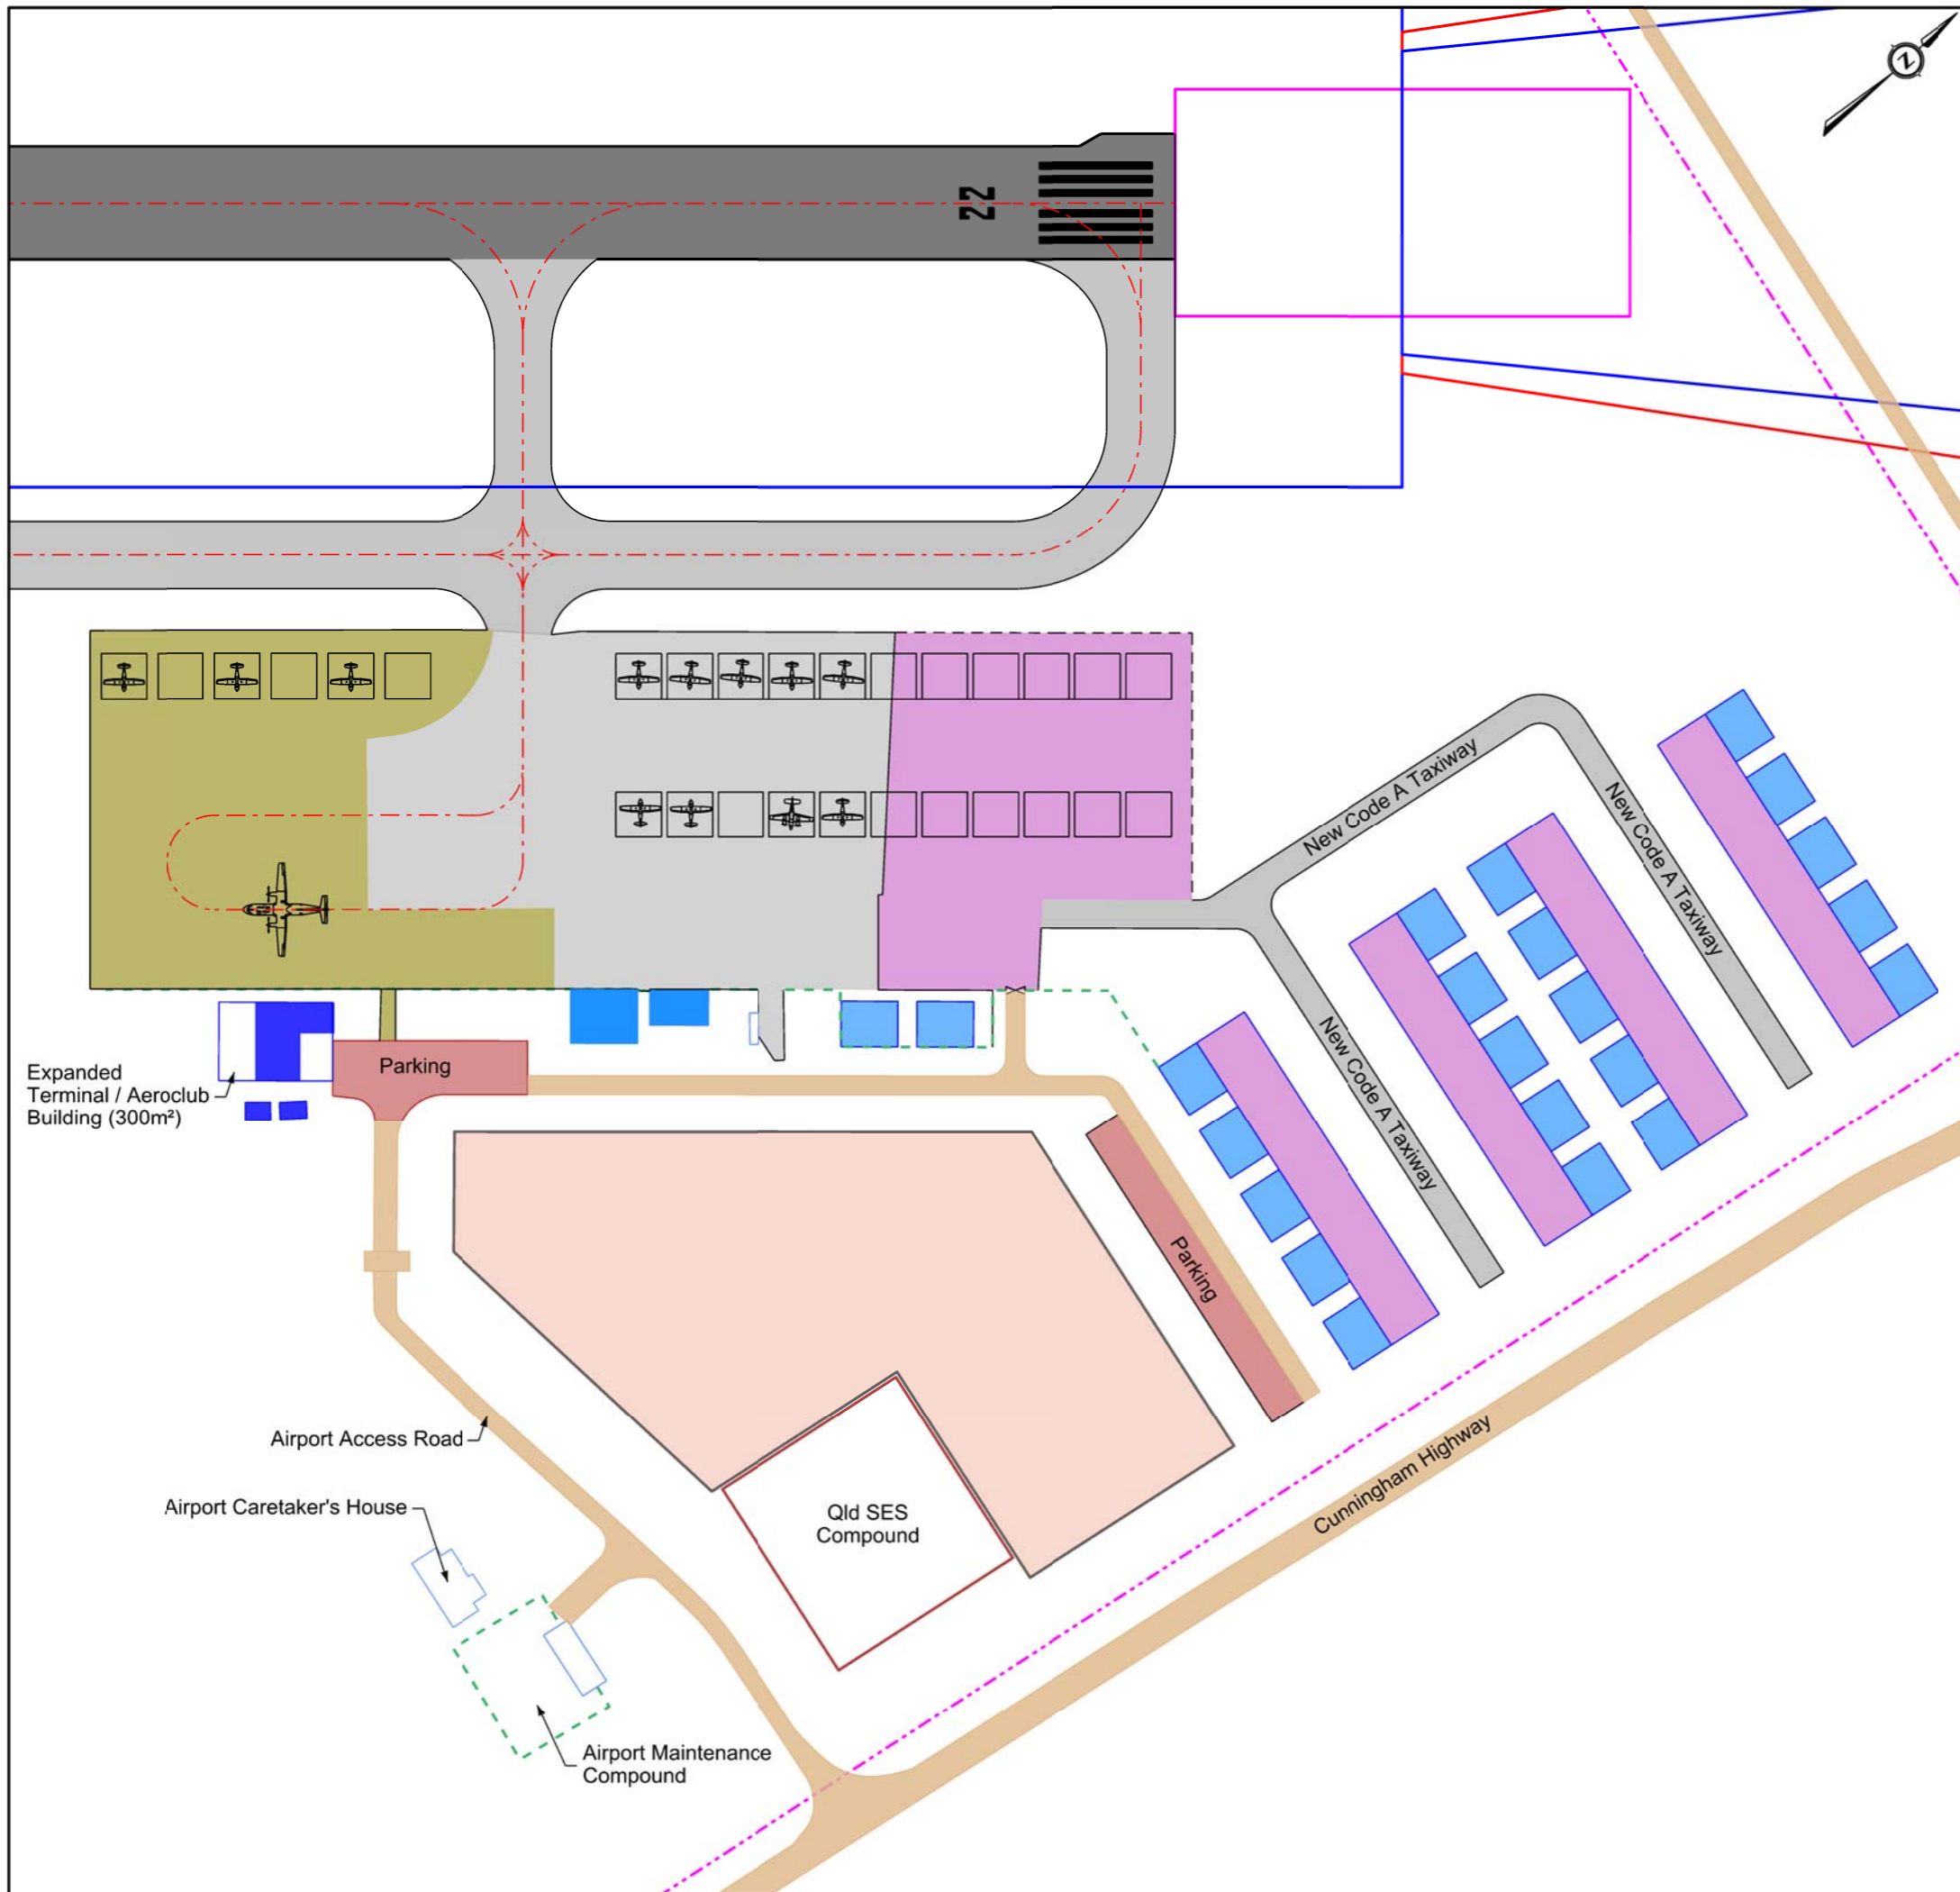 Z
22
New Code A Taxiway
New Code A Taxiway
New Code A Taxiway
Parking
Expanded
Terminal / Aeroclub
Building (300m²)
Parking
Airport Access Road
Cunningham Highway
Airport Caretaker's House
Qld SES
Compound
Airport Maintenance
Compound